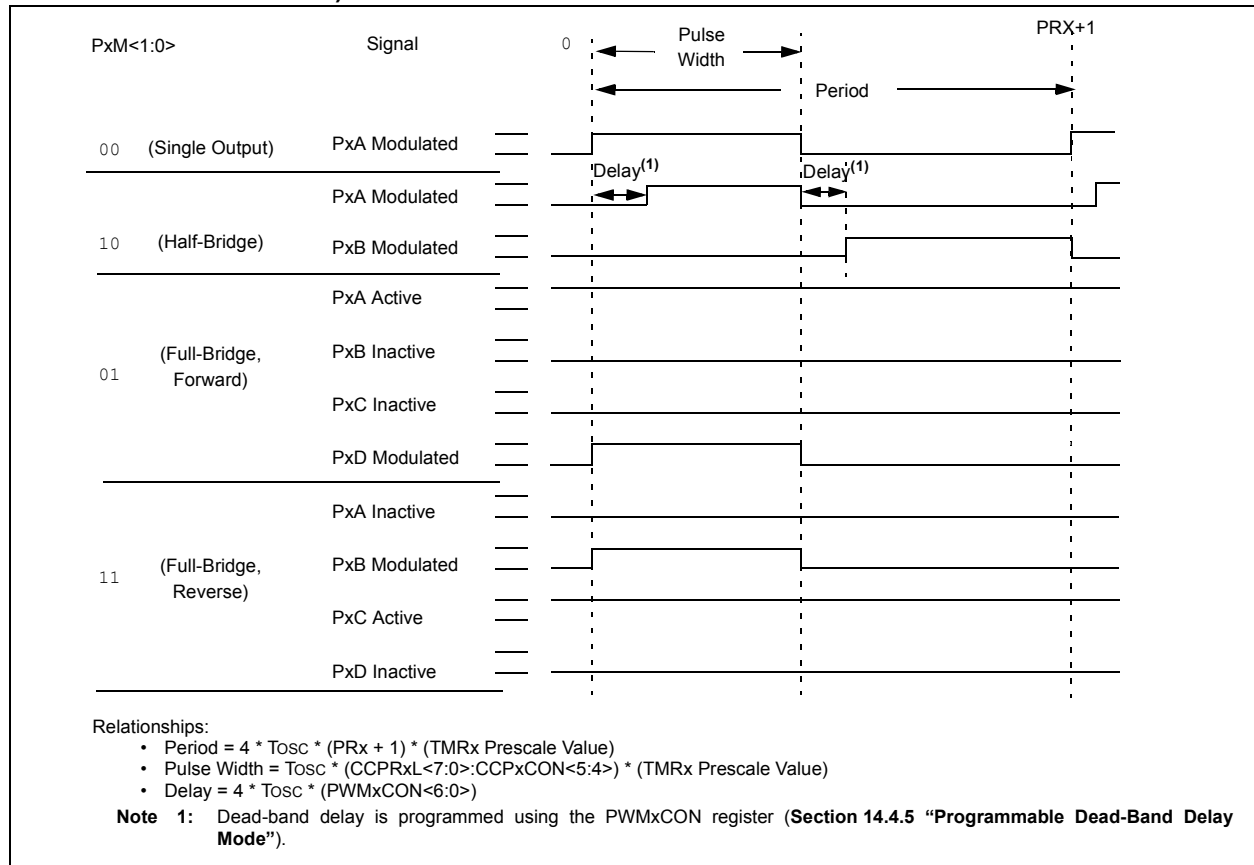 PxM<1:0> Signal 0 Pulse Width PRX+1
Period
00 (Single Output) PxA Modulated
Delay(1) Delay(1)
PxA Modulated
10 (Half-Bridge) PxB Modulated
PxA Active
01 (Full-Bridge, Forward) PxB Inactive
PxC Inactive
PxD Modulated
PxA Inactive
11 (Full-Bridge, Reverse) PxB Modulated
PxC Active
PxD Inactive
Relationships:
• Period = 4 * TOSC * (PRx + 1) * (TMRx Prescale Value)
• Pulse Width = TOSC * (CCPRxL<7:0>:CCPxCON<5:4>) * (TMRx Prescale Value)
• Delay = 4 * TOSC * (PWMxCON<6:0>)
Note 1: Dead-band delay is programmed using the PWMxCON register (Section 14.4.5 “Programmable Dead-Band Delay
Mode”).